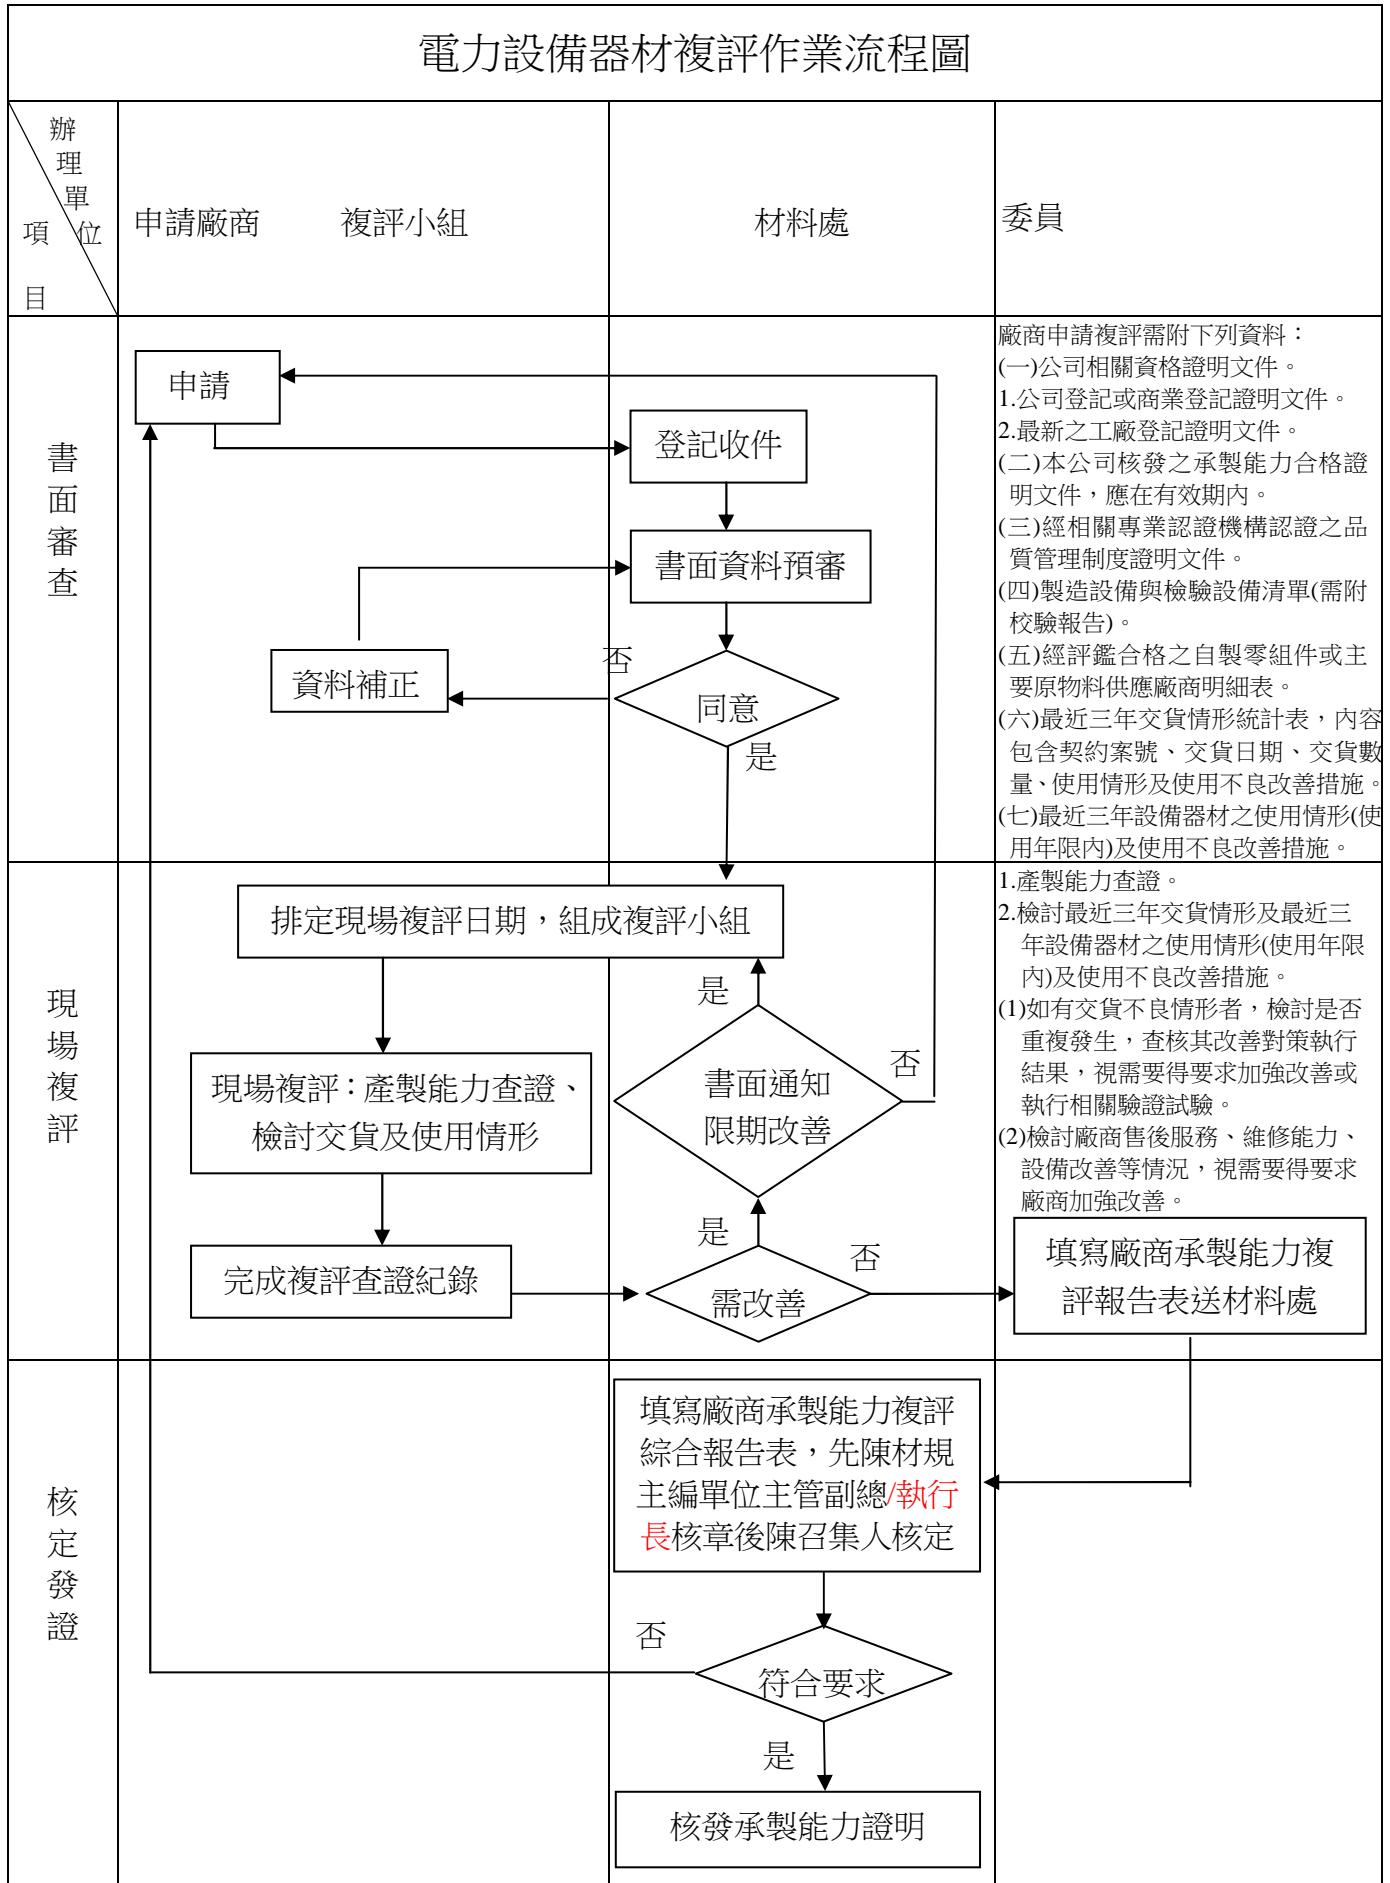 電力設備器材複評作業流程圖
辦理單位
項目
申請廠商
複評小組
材料處
委員
書面審查
申請
登記收件
書面資料預審
否
資料補正
同意
是
廠商申請複評需附下列資料：
(一)公司相關資格證明文件。
1.公司登記或商業登記證明文件。
2.最新之工廠登記證明文件。
(二)本公司核發之承製能力合格證
明文件，應在有效期內。
(三)經相關專業認證機構認證之品
質管理制度證明文件。
(四)製造設備與檢驗設備清單(需附
校驗報告)。
(五)經評鑑合格之自製零組件或主
要原物料供應廠商明細表。
(六)最近三年交貨情形統計表，內容
包含契約案號、交貨日期、交貨數
量、使用情形及使用不良改善措施。
(七)最近三年設備器材之使用情形(使
用年限內)及使用不良改善措施。
現場複評
排定現場複評日期，組成複評小組
是
現場複評：產製能力查證、
檢討交貨及使用情形
書面通知
限期改善
否
完成複評查證紀錄
是
需改善
否
1.產製能力查證。
2.檢討最近三年交貨情形及最近三
年設備器材之使用情形(使用年限
內)及使用不良改善措施。
(1)如有交貨不良情形者，檢討是否
重複發生，查核其改善對策執行
結果，視需要得要求加強改善或
執行相關驗證試驗。
(2)檢討廠商售後服務、維修能力、
設備改善等情況，視需要得要求
廠商加強改善。
填寫廠商承製能力複
評報告表送材料處
核定發證
填寫廠商承製能力複評
綜合報告表，先陳材規
主編單位主管副總/執行
長核章後陳召集人核定
否
符合要求
是
核發承製能力證明